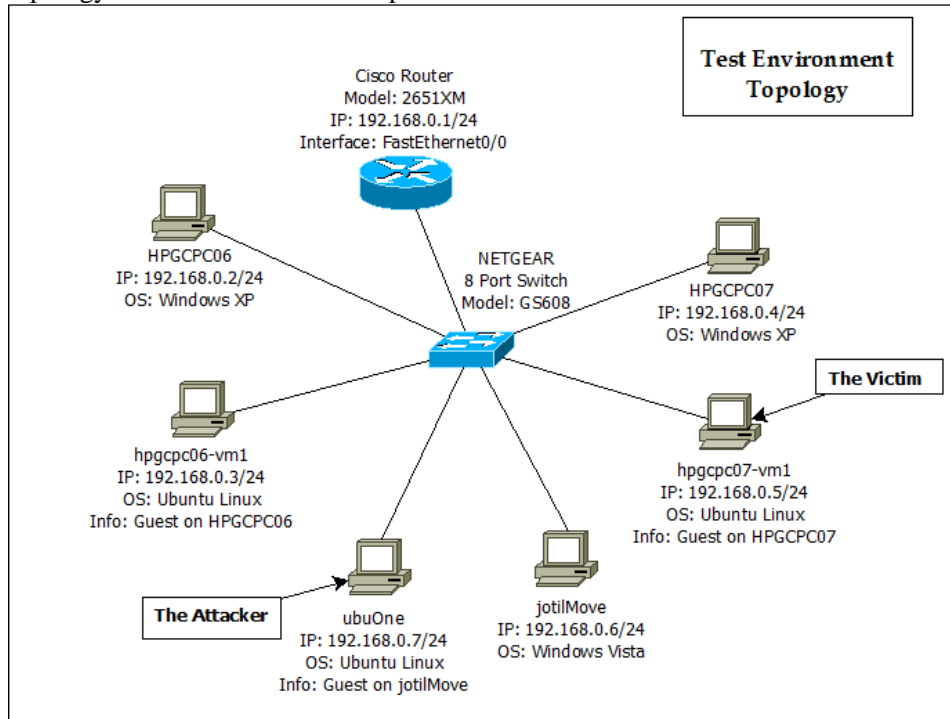 Test Environment
Topology
Cisco Router
Model: 2651XM
IP: 192.168.0.1/24
Interface: FastEthernet0/0
HPGCPC06
IP: 192.168.0.2/24
OS: Windows XP
NETGEAR
8 Port Switch
Model: GS608
HPGCPC07
IP: 192.168.0.4/24
OS: Windows XP
The Victim
hpgcpc06-vm1
IP: 192.168.0.3/24
OS: Ubuntu Linux
Info: Guest on HPGCPC06
hpgcpc07-vm1
IP: 192.168.0.5/24
OS: Ubuntu Linux
Info: Guest on HPGCPC07
The Attacker
ubuOne
IP: 192.168.0.7/24
OS: Ubuntu Linux
Info: Guest on jotilMove
jotilMove
IP: 192.168.0.6/24
OS: Windows Vista